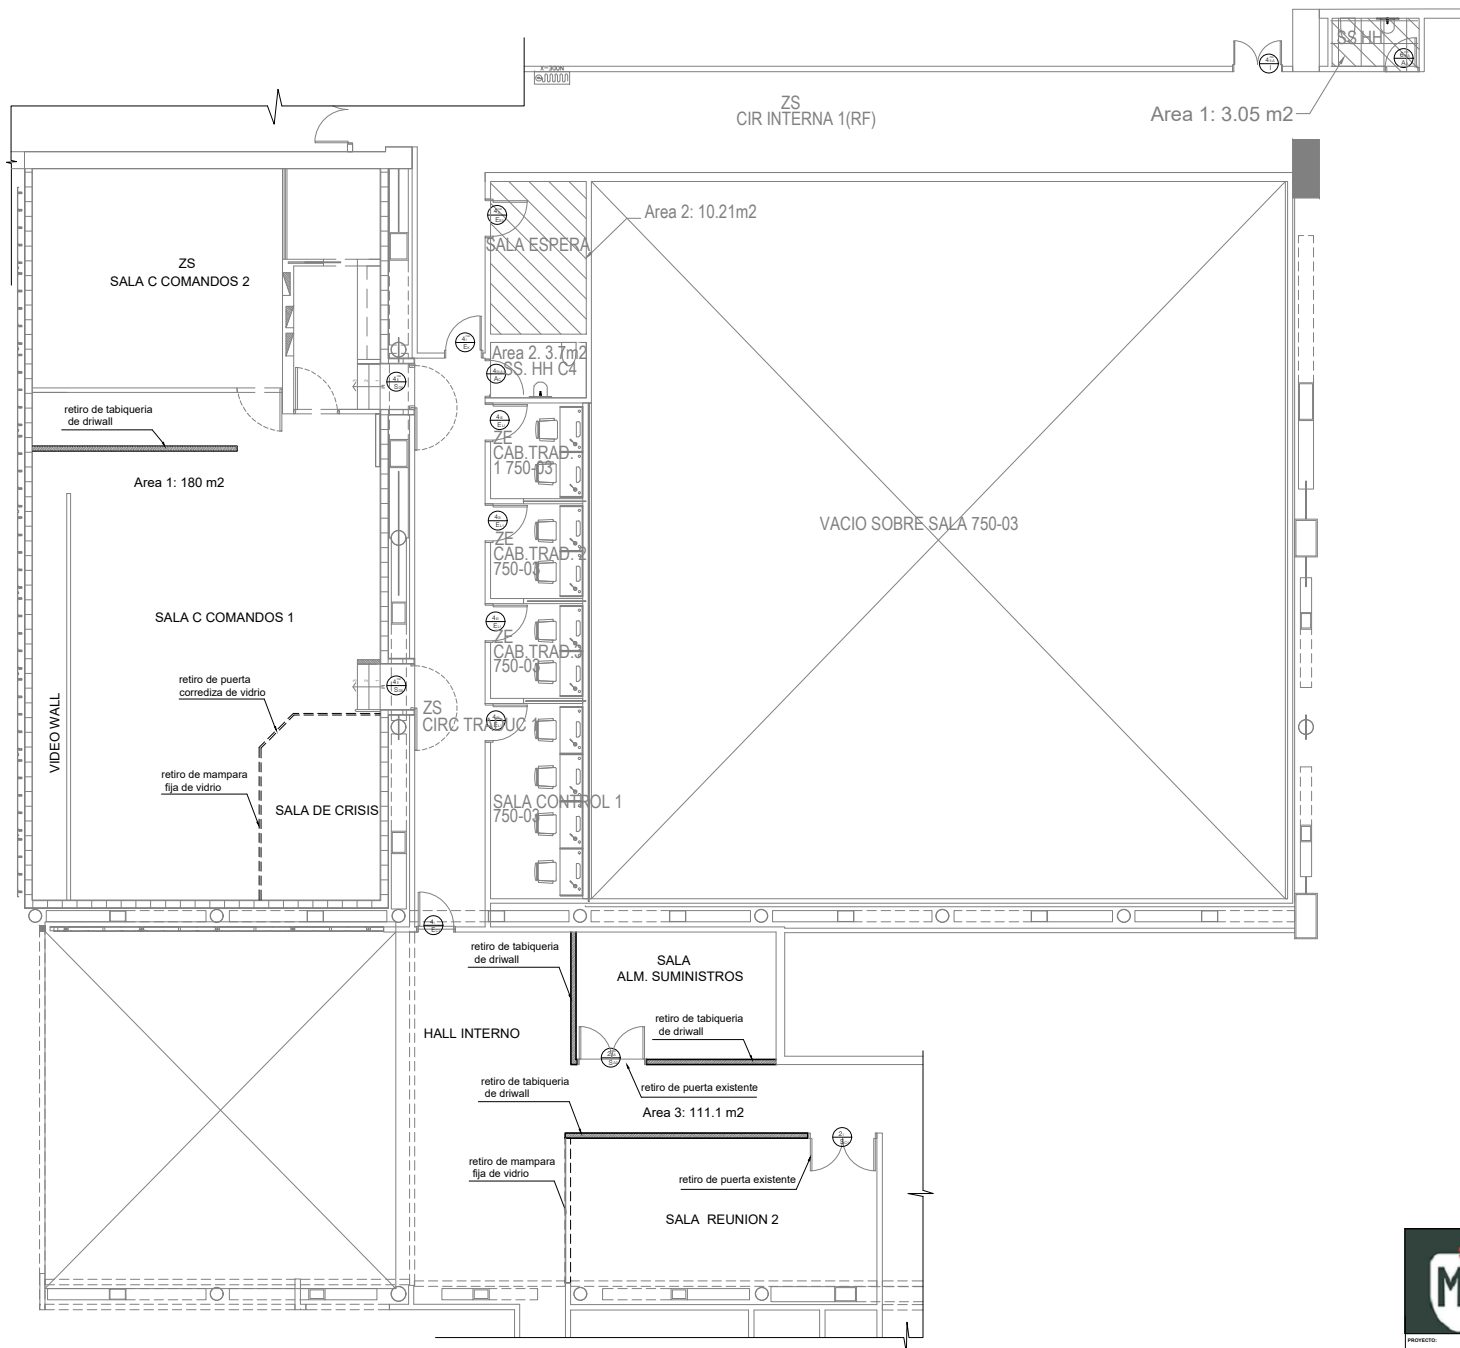 SS HH
X-300N
ZS
CIR INTERNA 1(RF)
Area 1: 3.05 m2
Area 2: 10.21m2
SALA ESPERA
ZS
SALA C COMANDOS 2
Area 2. 3.7m2
SS. HH C4
retiro de tabiqueria
de driwall
ZE
CAB.TRAD.
1 750-03
Area 1: 180 m2
VACIO SOBRE SALA 750-03
ZE
CAB.TRAD. 2
750-03
SALA C COMANDOS 1
ZE
CAB.TRAD.3
750-03
retiro de puerta
corrediza de vidrio
VIDEO WALL
ZS
CIRC TRADUC 1
retiro de mampara
fija de vidrio
SALA DE CRISIS
SALA CONTROL 1
750-03
retiro de tabiqueria
de driwall
SALA
ALM. SUMINISTROS
HALL INTERNO
retiro de tabiqueria
de driwall
retiro de tabiqueria
de driwall
retiro de puerta existente
Area 3: 111.1 m2
retiro de mampara
fija de vidrio
retiro de puerta existente
SALA REUNION 2
PROYECTO: